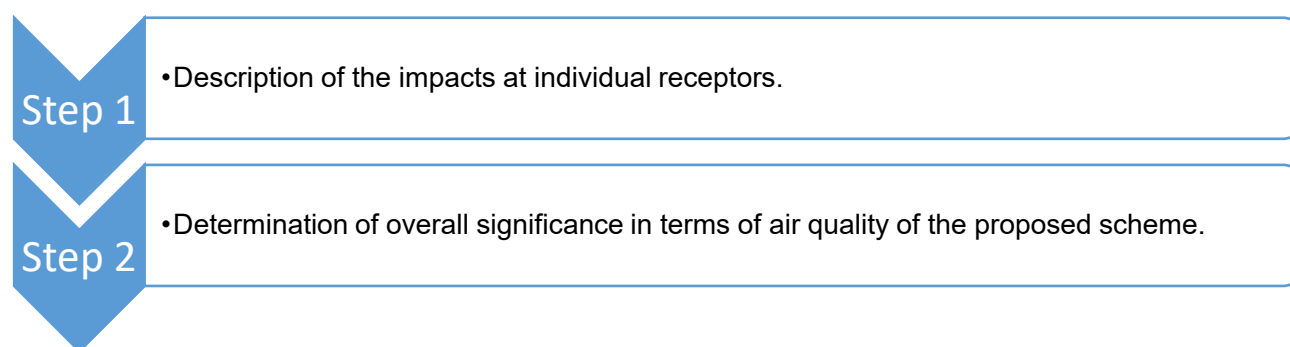 Step 1
•Description of the impacts at individual receptors.
Step 2
•Determination of overall significance in terms of air quality of the proposed scheme.